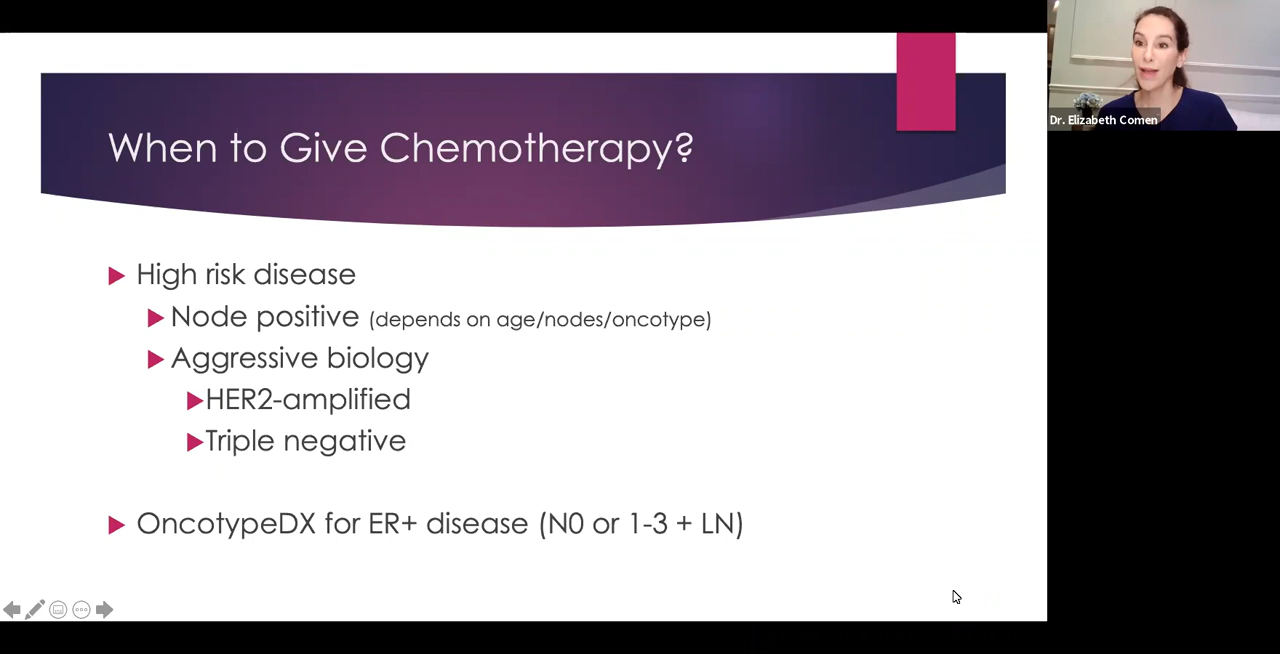 When to Give Chemotherapy?
High risk disease
Node positive (depends on age/nodes/oncotype)
Aggressive biology
HER2-amplified
Triple negative
OncotypeDX for ER+ disease (N0 or 1-3 + LN)
Dr. Elizabeth Comen